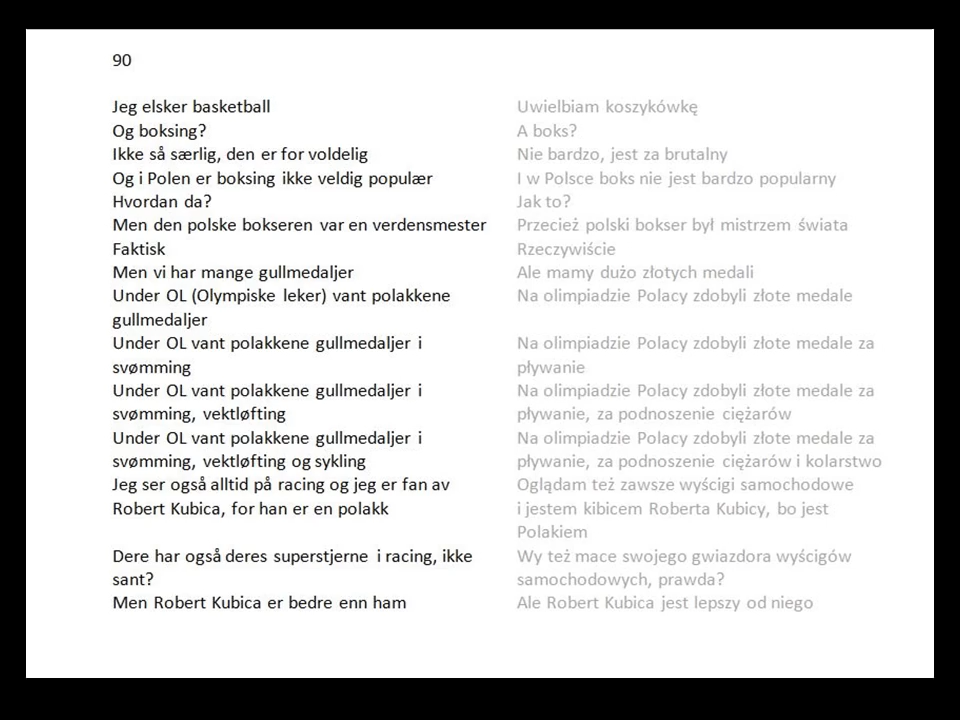 90
Jeg elsker basketball
Og boksing?
Ikke så særlig, den er for voldelig
Og i Polen er boksing ikke veldig populær
Hvordan da?
Men den polske bokseren var en verdensmester
Faktisk
Men vi har mange gullmedaljer
Under OL (Olympiske leker) vant polakkene
gullmedaljer
Under OL vant polakkene gullmedaljer i
svømming
Under OL vant polakkene gullmedaljer i
svømming, vektløfting
Under OL vant polakkene gullmedaljer i
svømming, vektløfting og sykling
Jeg ser også alltid på racing og jeg er fan av
Robert Kubica, for han er en polakk
Dere har også deres superstjerne i racing, ikke
sant?
Men Robert Kubica er bedre enn ham
Uwielbiam koszykówkę
A boks?
Nie bardzo, jest za brutalny
I w Polsce boks nie jest bardzo popularny
Jak to?
Przecież polski bokser był mistrzem świata
Rzeczywiście
Ale mamy dużo złotych medali
Na olimpiadzie Polacy zdobyli złote medale
Na olimpiadzie Polacy zdobyli złote medale za
pływanie
Na olimpiadzie Polacy zdobyli złote medale za
pływanie, za podnoszenie ciężarów
Na olimpiadzie Polacy zdobyli złote medale za
pływanie, za podnoszenie ciężarów i kolarstwo
Oglądam też zawsze wyścigi samochodowe
i jestem kibicem Roberta Kubicy, bo jest
Polakiem
Wy też mace swojego gwiazdora wyścigów
samochodowych, prawda?
Ale Robert Kubica jest lepszy od niego